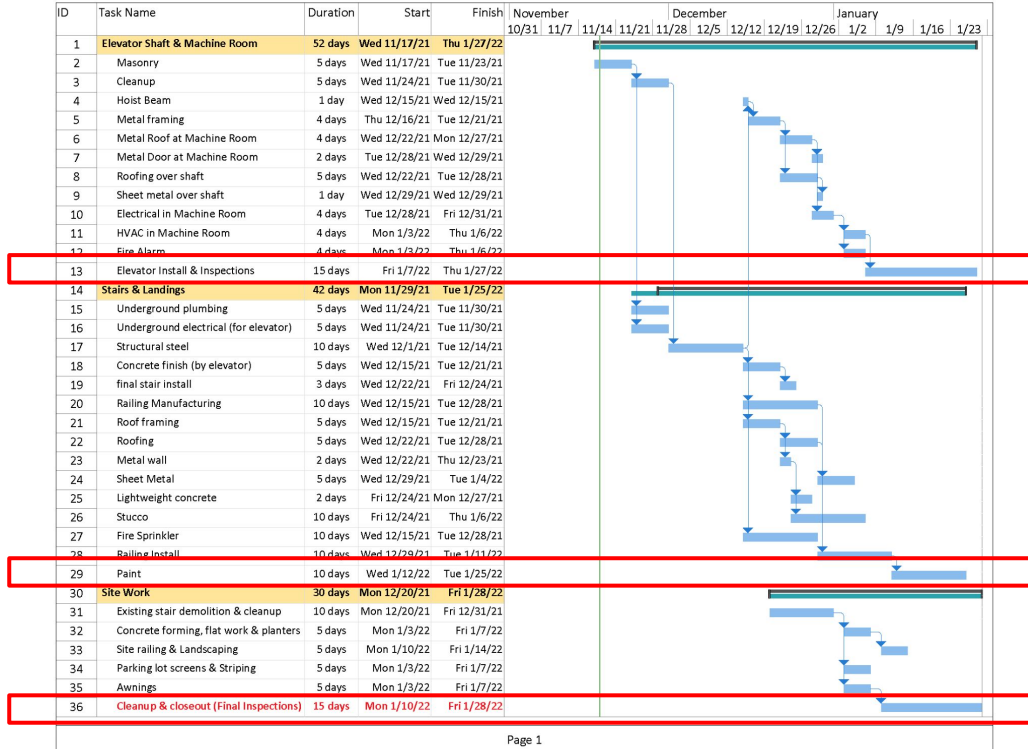 ID Task Name Duration Start Finish November December January
10/31 11/7 11/14 11/21 11/28 12/5 12/12 12/19 12/26 1/2 1/9 1/16 1/23
1 Elevator Shaft & Machine Room 52 days Wed 11/17/21 Thu 1/27/22
2 Masonry 5 days Wed 11/17/21 Tue 11/23/21
3 Cleanup 5 days Wed 11/24/21 Tue 11/30/21
4 Hoist Beam 1 day Wed 12/15/21 Wed 12/15/21
5 Metal framing 4 days Thu 12/16/21 Tue 12/21/21
6 Metal Roof at Machine Room 4 days Wed 12/22/21 Mon 12/27/21
7 Metal Door at Machine Room 2 days Tue 12/28/21 Wed 12/29/21
8 Roofing over shaft 5 days Wed 12/22/21 Tue 12/28/21
9 Sheet metal over shaft 1 day Wed 12/29/21 Wed 12/29/21
10 Electrical in Machine Room 4 days Tue 12/28/21 Fri 12/31/21
11 HVAC in Machine Room 4 days Mon 1/3/22 Thu 1/6/22
12 Fire Alarm 4 days Mon 1/3/22 Thu 1/6/22
13 Elevator Install & Inspections 15 days Fri 1/7/22 Thu 1/27/22
14 Stairs & Landings 42 days Mon 11/29/21 Tue 1/25/22
15 Underground plumbing 5 days Wed 11/24/21 Tue 11/30/21
16 Underground electrical (for elevator) 5 days Wed 11/24/21 Tue 11/30/21
17 Structural steel 10 days Wed 12/1/21 Tue 12/14/21
18 Concrete finish (by elevator) 5 days Wed 12/15/21 Tue 12/21/21
19 final stair install 3 days Wed 12/22/21 Fri 12/24/21
20 Railing Manufacturing 10 days Wed 12/15/21 Tue 12/28/21
21 Roof framing 5 days Wed 12/15/21 Tue 12/21/21
22 Roofing 5 days Wed 12/22/21 Tue 12/28/21
23 Metal wall 2 days Wed 12/22/21 Thu 12/23/21
24 Sheet Metal 5 days Wed 12/29/21 Tue 1/4/22
25 Lightweight concrete 2 days Fri 12/24/21 Mon 12/27/21
26 Stucco 10 days Fri 12/24/21 Thu 1/6/22
27 Fire Sprinkler 10 days Wed 12/15/21 Tue 12/28/21
28 Railing Install 10 days Wed 12/29/21 Tue 1/11/22
29 Paint 10 days Wed 1/12/22 Tue 1/25/22
30 Site Work 30 days Mon 12/20/21 Fri 1/28/22
31 Existing stair demolition & cleanup 10 days Mon 12/20/21 Fri 12/31/21
32 Concrete forming, flat work & planters 5 days Mon 1/3/22 Fri 1/7/22
33 Site railing & Landscaping 5 days Mon 1/10/22 Fri 1/14/22
34 Parking lot screens & Striping 5 days Mon 1/3/22 Fri 1/7/22
35 Awnings 5 days Mon 1/3/22 Fri 1/7/22
36 Cleanup & closeout (Final Inspections) 15 days Mon 1/10/22 Fri 1/28/22
Page 1